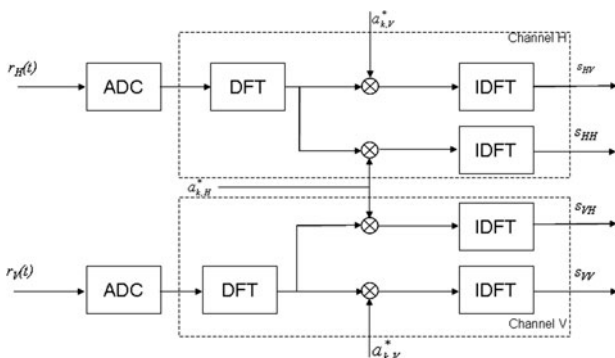 a*k,V
Channel H
rH(t)
ADC
DFT
IDFT
sHV
IDFT
sHH
a*k,H
IDFT
sVH
rV(t)
ADC
DFT
IDFT
sVV
Channel V
a*k,V